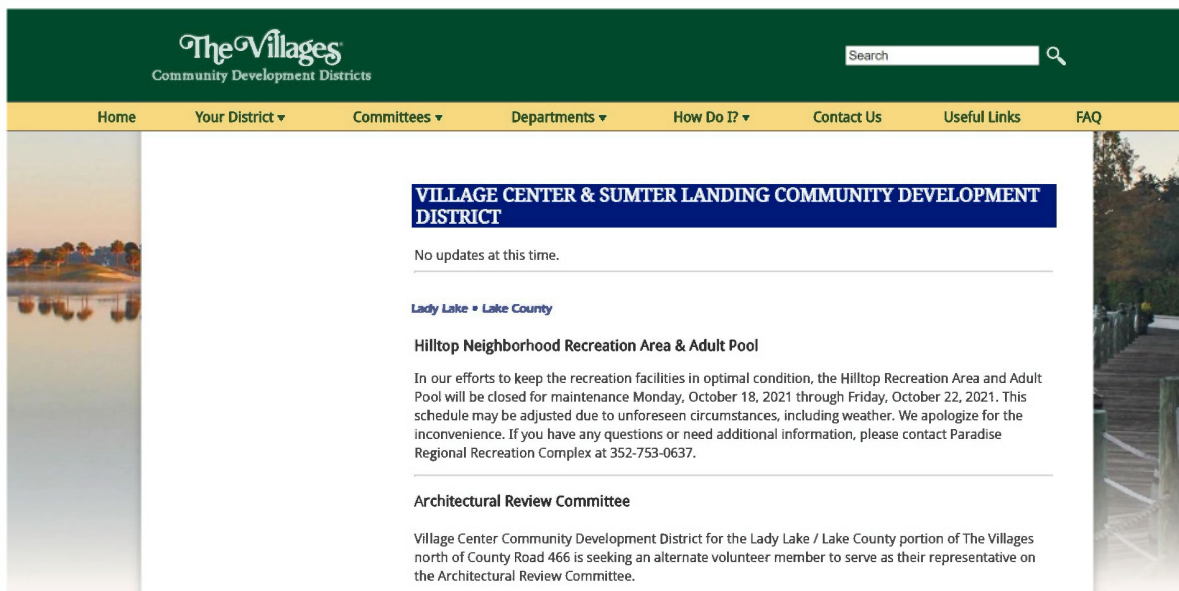 The Villages
Community Development Districts
Search
Home Your District ▾ Committees ▾ Departments ▾ How Do I? ▾ Contact Us Useful Links FAQ
VILLAGE CENTER & SUMTER LANDING COMMUNITY DEVELOPMENT
DISTRICT
No updates at this time.
Lady Lake • Lake County
Hilltop Neighborhood Recreation Area & Adult Pool
In our efforts to keep the recreation facilities in optimal condition, the Hilltop Recreation Area and Adult
Pool will be closed for maintenance Monday, October 18, 2021 through Friday, October 22, 2021. This
schedule may be adjusted due to unforeseen circumstances, including weather. We apologize for the
inconvenience. If you have any questions or need additional information, please contact Paradise
Regional Recreation Complex at 352-753-0637.
Architectural Review Committee
Village Center Community Development District for the Lady Lake / Lake County portion of The Villages
north of County Road 466 is seeking an alternate volunteer member to serve as their representative on
the Architectural Review Committee.